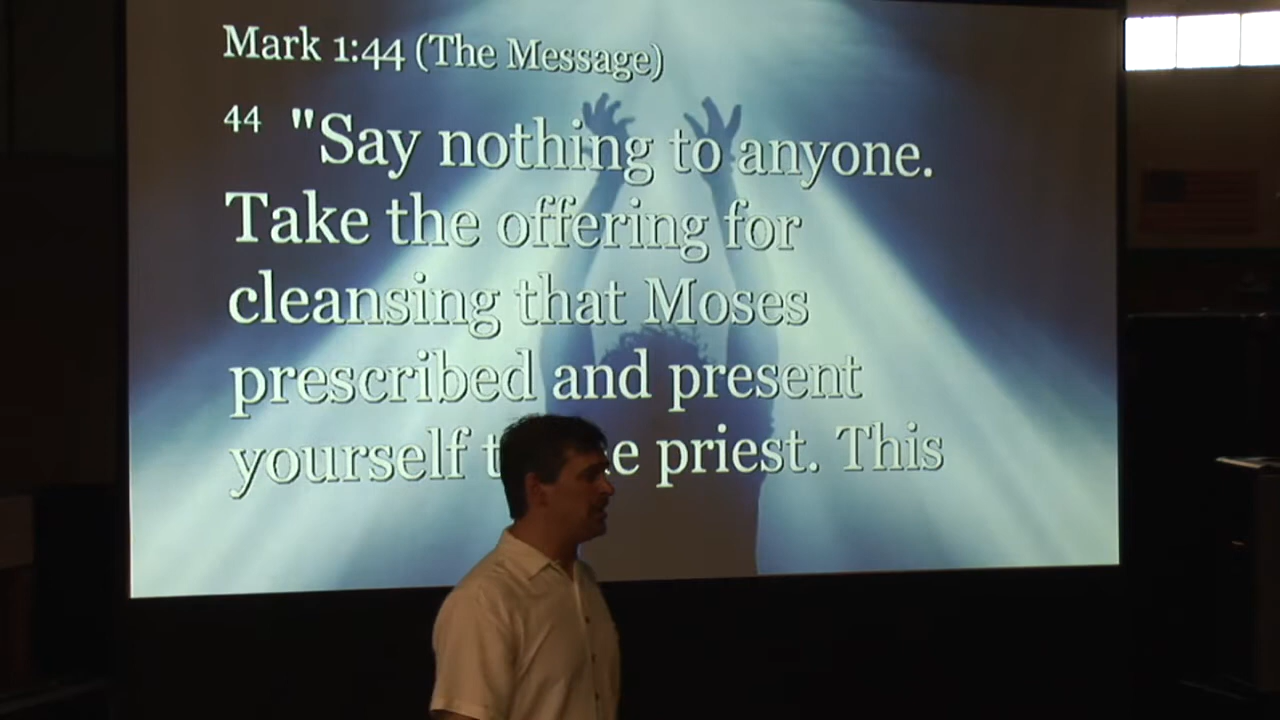 Mark 1:44 (The Message)
44 "Say nothing to anyone.
Take the offering for
cleansing that Moses
prescribed and present
yourself priest. This